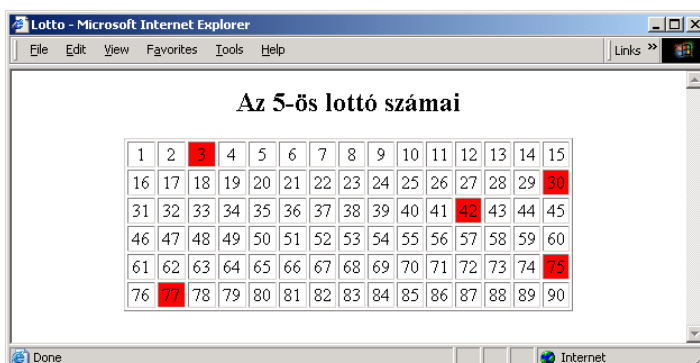 Lotto - Microsoft Internet Explorer
File Edit View Favorites Tools Help Links »
Az 5-ös lottó számai
1 2 3 4 5 6 7 8 9 10 11 12 13 14 15
16 17 18 19 20 21 22 23 24 25 26 27 28 29 30
31 32 33 34 35 36 37 38 39 40 41 42 43 44 45
46 47 48 49 50 51 52 53 54 55 56 57 58 59 60
61 62 63 64 65 66 67 68 69 70 71 72 73 74 75
76 77 78 79 80 81 82 83 84 85 86 87 88 89 90
Done Internet